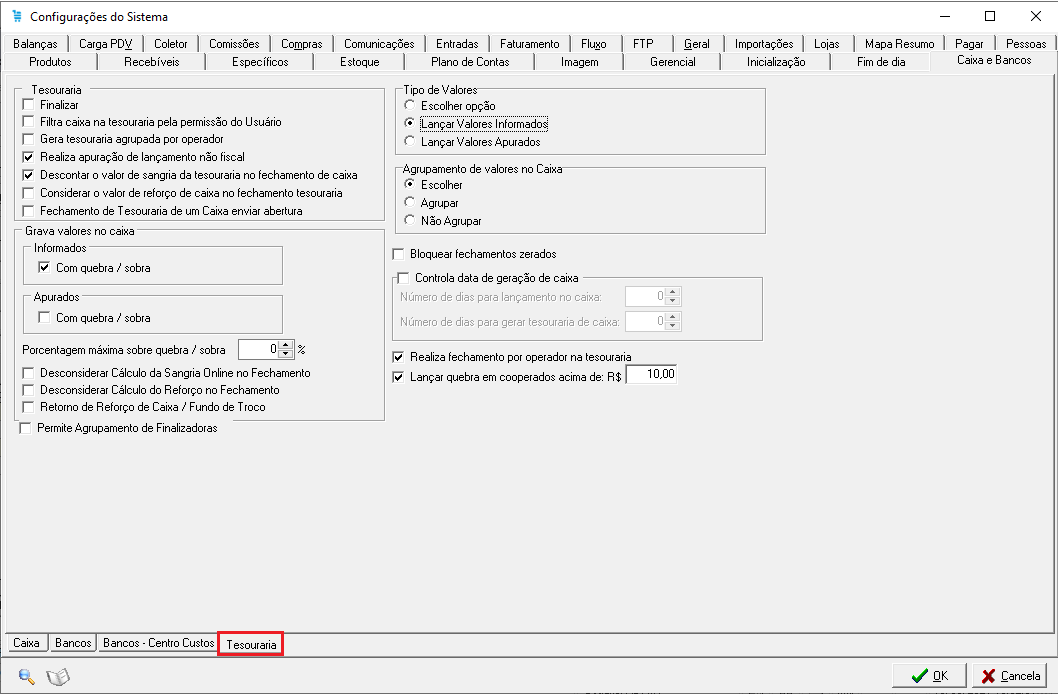 Configurações do Sistema
Balanças Carga PDV Coletor Comissões Compras Comunicações Entradas Faturamento Fluxo FTP Geral Importações Lojas Mapa Resumo Pagar Pessoas
Produtos Recebíveis Específicos Estoque Plano de Contas Imagem Gerencial Inicialização Fim de dia Caixa e Bancos
Tesouraria
Finalizar
Filtra caixa na tesouraria pela permissão do Usuário
Gera tesouraria agrupada por operador
Realiza apuração de lançamento não fiscal
Descontar o valor de sangria da tesouraria no fechamento de caixa
Considerar o valor de reforço de caixa no fechamento tesouraria
Fechamento de Tesouraria de um Caixa enviar abertura
Grava valores no caixa
Informados
Com quebra / sobra
Apurados
Com quebra / sobra
Porcentagem máxima sobre quebra / sobra 0 %
Desconsiderar Cálculo da Sangria Online no Fechamento
Desconsiderar Cálculo do Reforço no Fechamento
Retorno de Reforço de Caixa / Fundo de Troco
Permite Agrupamento de Finalizadoras
Tipo de Valores
Escolher opção
Lançar Valores Informados
Lançar Valores Apurados
Agrupamento de valores no Caixa
Escolher
Agrupar
Não Agrupar
Bloquear fechamentos zerados
Controla data de geração de caixa
Número de dias para lançamento no caixa: 0
Número de dias para gerar tesouraria de caixa: 0
Realiza fechamento por operador na tesouraria
Lançar quebra em cooperados acima de: R$ 10,00
Caixa Bancos Bancos - Centro Custos Tesouraria
OK Cancela